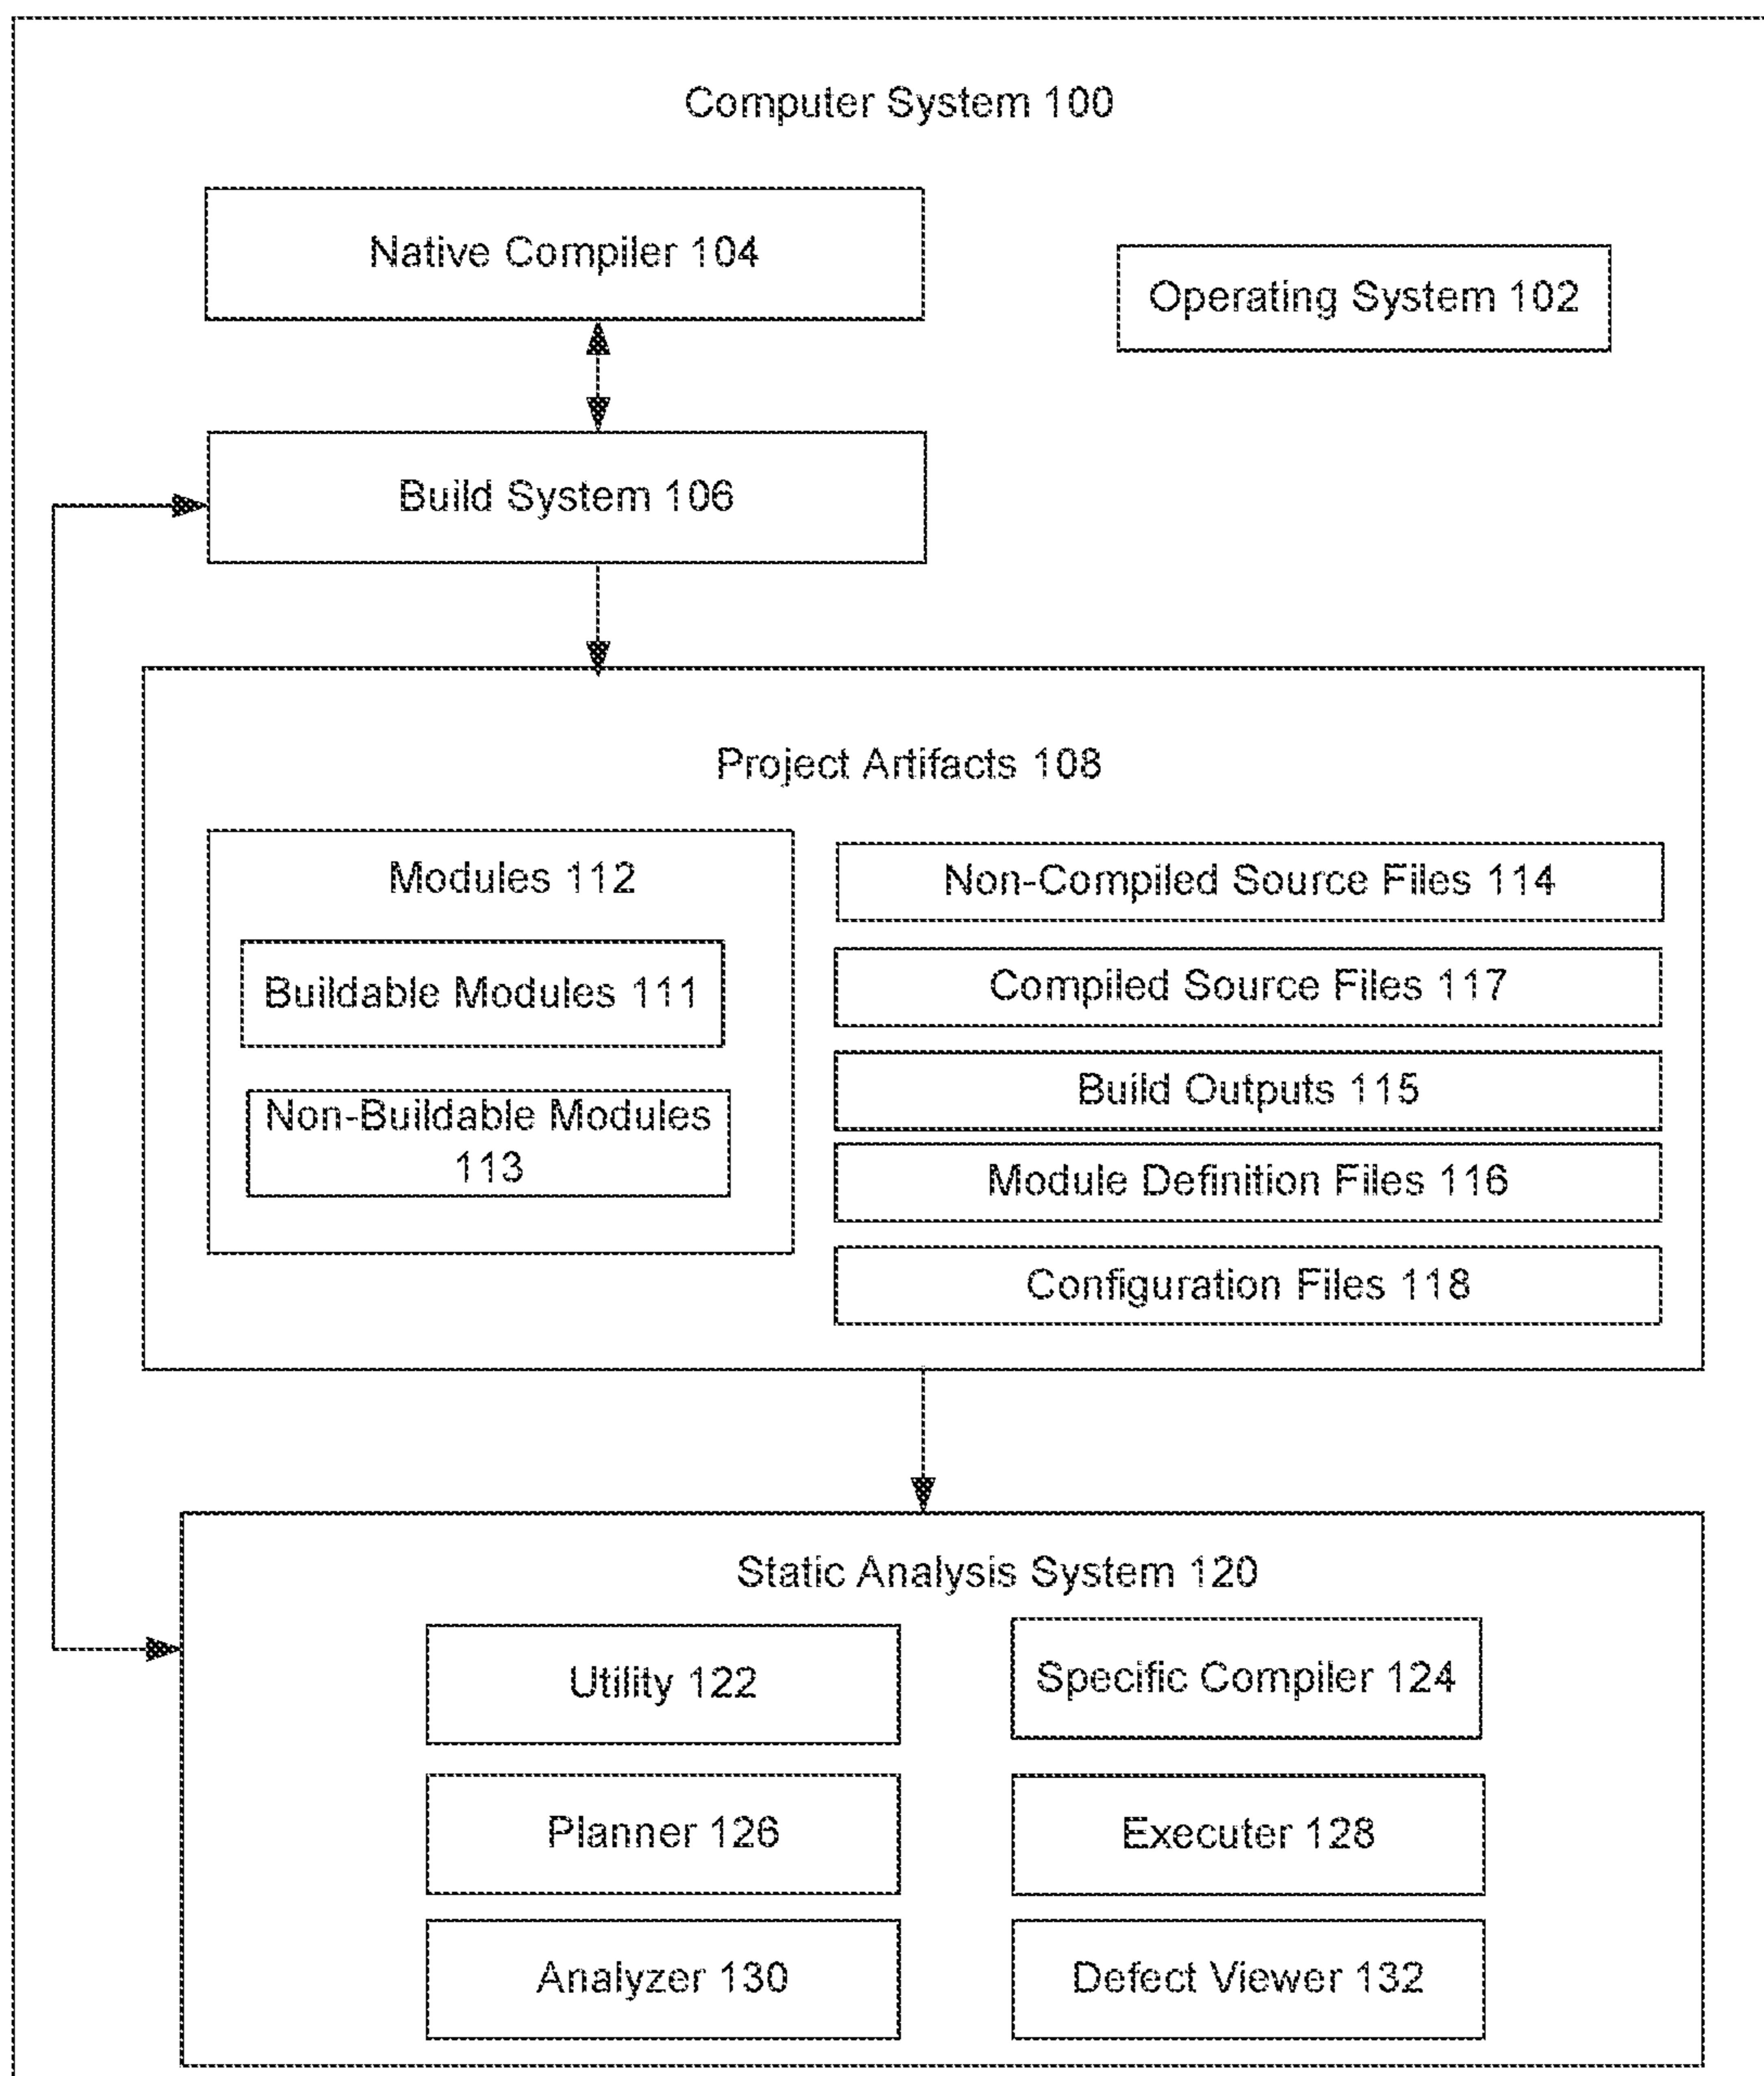 Computer System 100
Native Compiler 104
Operating System 102
Build System 106
Project Artifacts 108
Modules 112
Buildable Modules 111
Non-Buildable Modules
113
Non-Compiled Source Files 114
Compiled Source Files 117
Build Outputs 115
Module Definition Files 116
Configuration Files 118
Static Analysis System 120
Utility 122
Specific Compiler 124
Planner 126
Executer 128
Analyzer 130
Defect Viewer 132